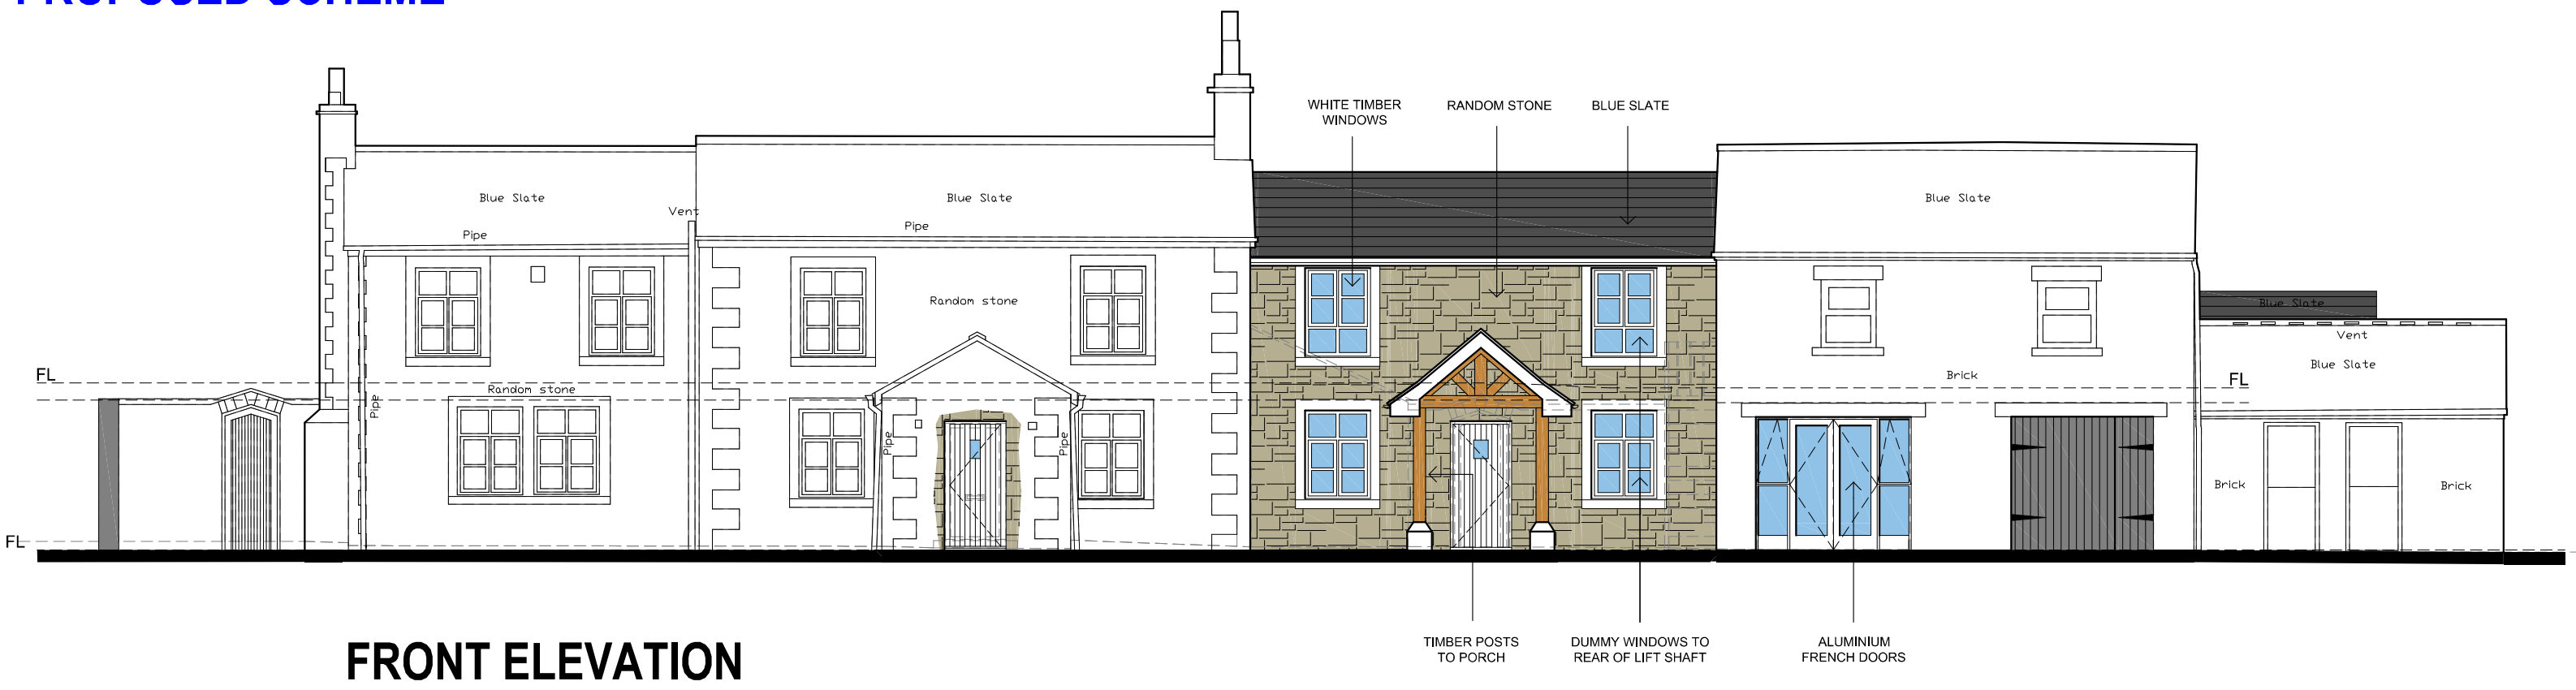 PROPOSED SCHEME
WHITE TIMBER
WINDOWS
RANDOM STONE
BLUE SLATE
Blue Slate
Vent
Pipe
Blue Slate
Pipe
Blue Slate
Random stone
Blue Slate
Vent
Blue Slate
FL
Random stone
Pipe
Pipe
Pipe
Brick
FL
Brick
Brick
FL
TIMBER POSTS
TO PORCH
DUMMY WINDOWS TO
REAR OF LIFT SHAFT
ALUMINIUM
FRENCH DOORS
FRONT ELEVATION